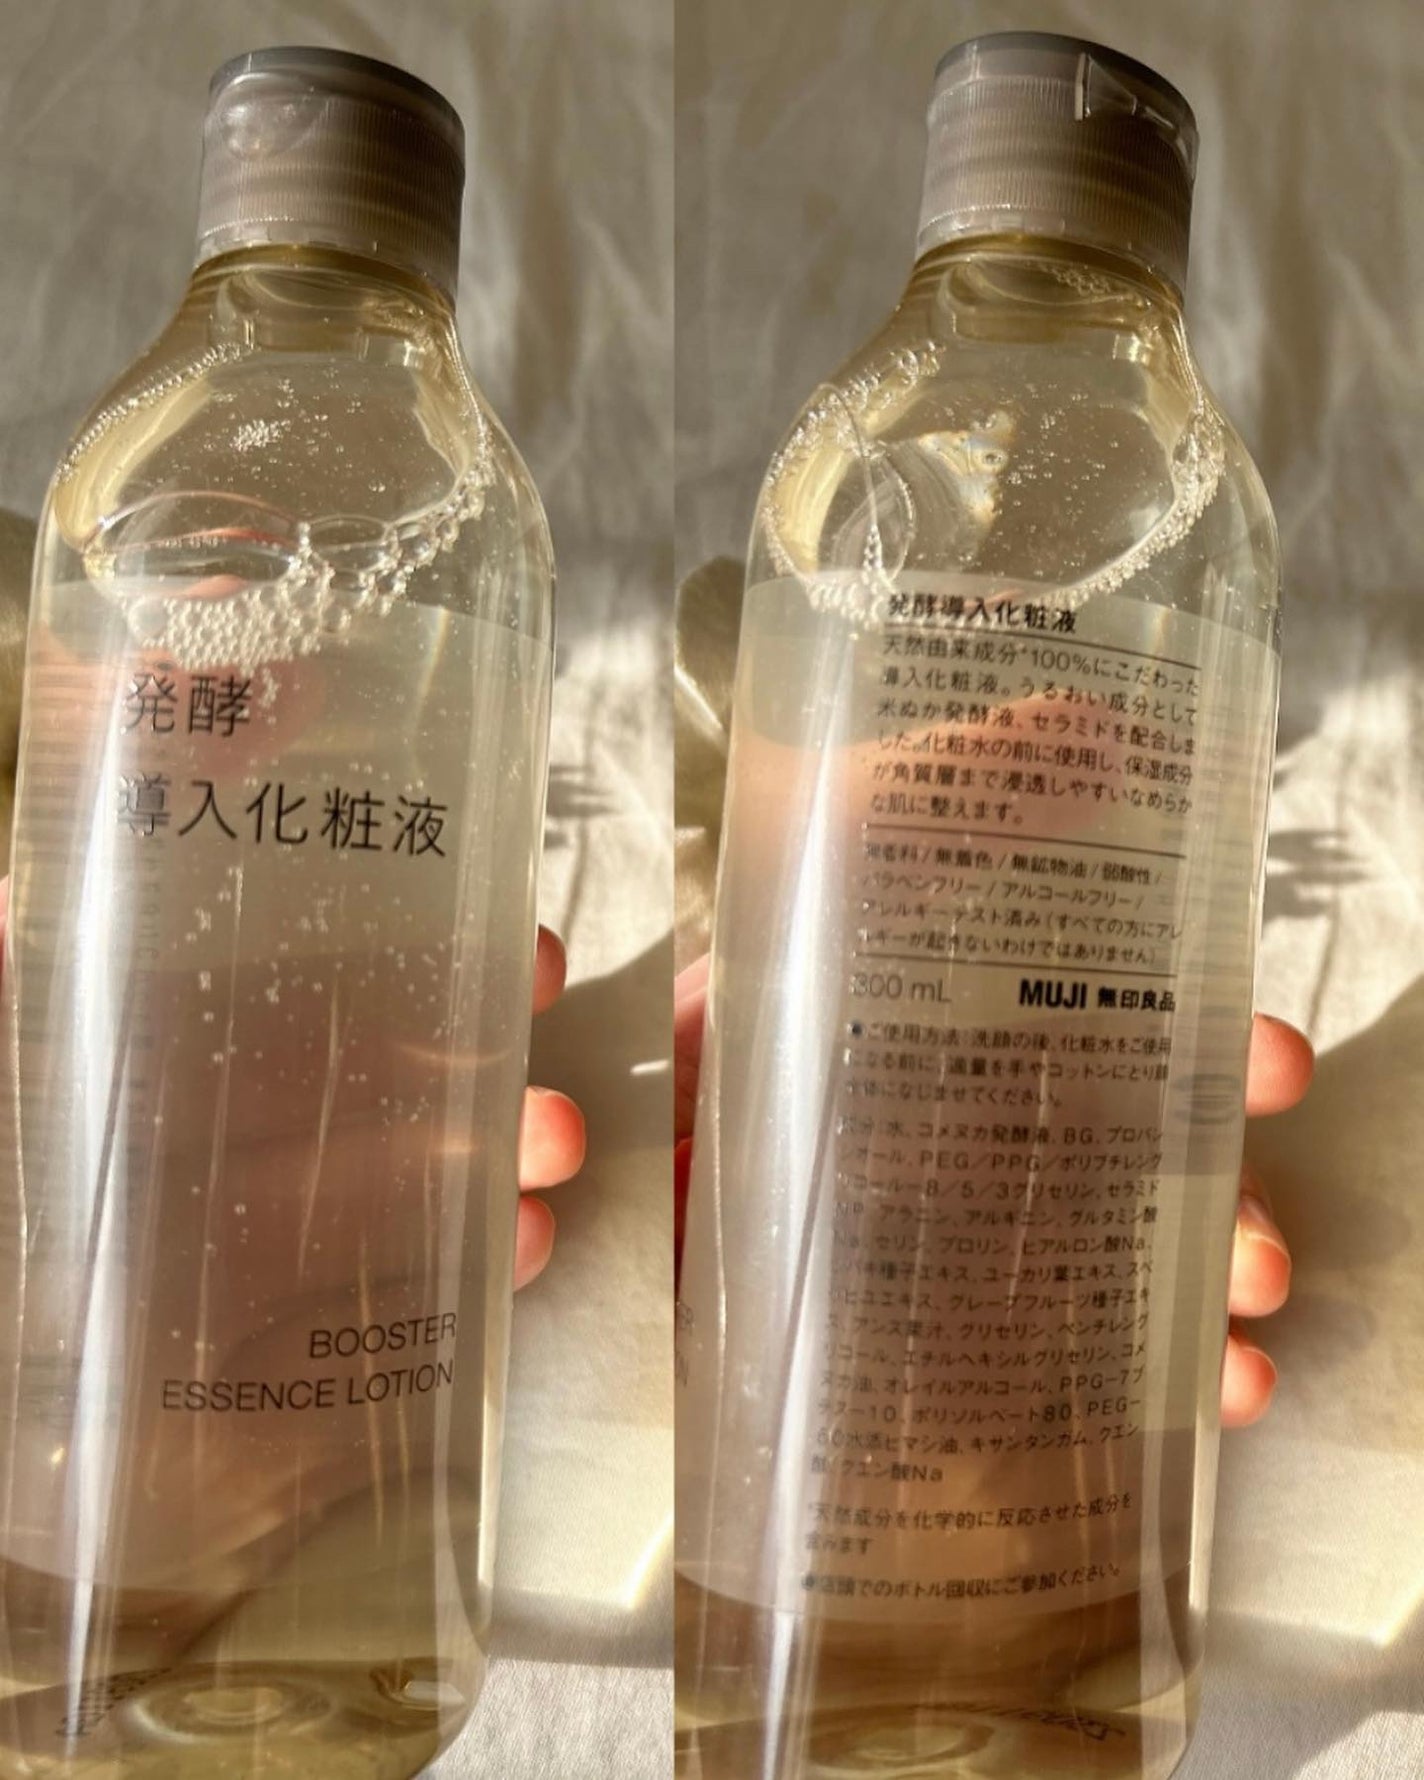 発酵
導入化粧液
BOOSTER
ESSENCE LOTION
発酵導入化粧液
天然由来成分*100%にこだわった
導入化粧液。うるおい成分として
米ぬか発酵液、セラミドを配合しま
した。化粧水の前に使用し、保湿成分
が角質層まで浸透しやすいなめらか
な肌に整えます。
無香料/無着色/無鉱物油/弱酸性/
パラベンフリー/アルコールフリー/
アレルギーテスト済み(すべての方にアレ
ルギーが起きないわけではありません)
300 mL MUJI 無印良品
●ご使用方法:洗顔の後、化粧水をご使用
になる前に、適量を手やコットンにとり顔
全体になじませてください。
成分:水、コメヌカ発酵液、BG、プロパン
ジオール、PEG/PPG/ポリブチレング
リコール-8/5/3グリセリン、セラミド
NP、アラニン、アルギニン、グルタミン酸
Na、セリン、プロリン、ヒアルロン酸Na、
ツバキ種子エキス、ユーカリ葉エキス、スベ
リヒユエキス、グレープフルーツ種子エキ
ス、アンズ果汁、グリセリン、ペンチレング
リコール、エチルヘキシルグリセリン、コメ
ヌカ油、オレイルアルコール、PPG-7ブ
テス-10、ポリソルベート80、PEG-
60水添ヒマシ油、キサンタンガム、クエン
酸、クエン酸Na
*天然成分を化学的に反応させた成分を
含みます
●店頭でのボトル回収にご参加ください。